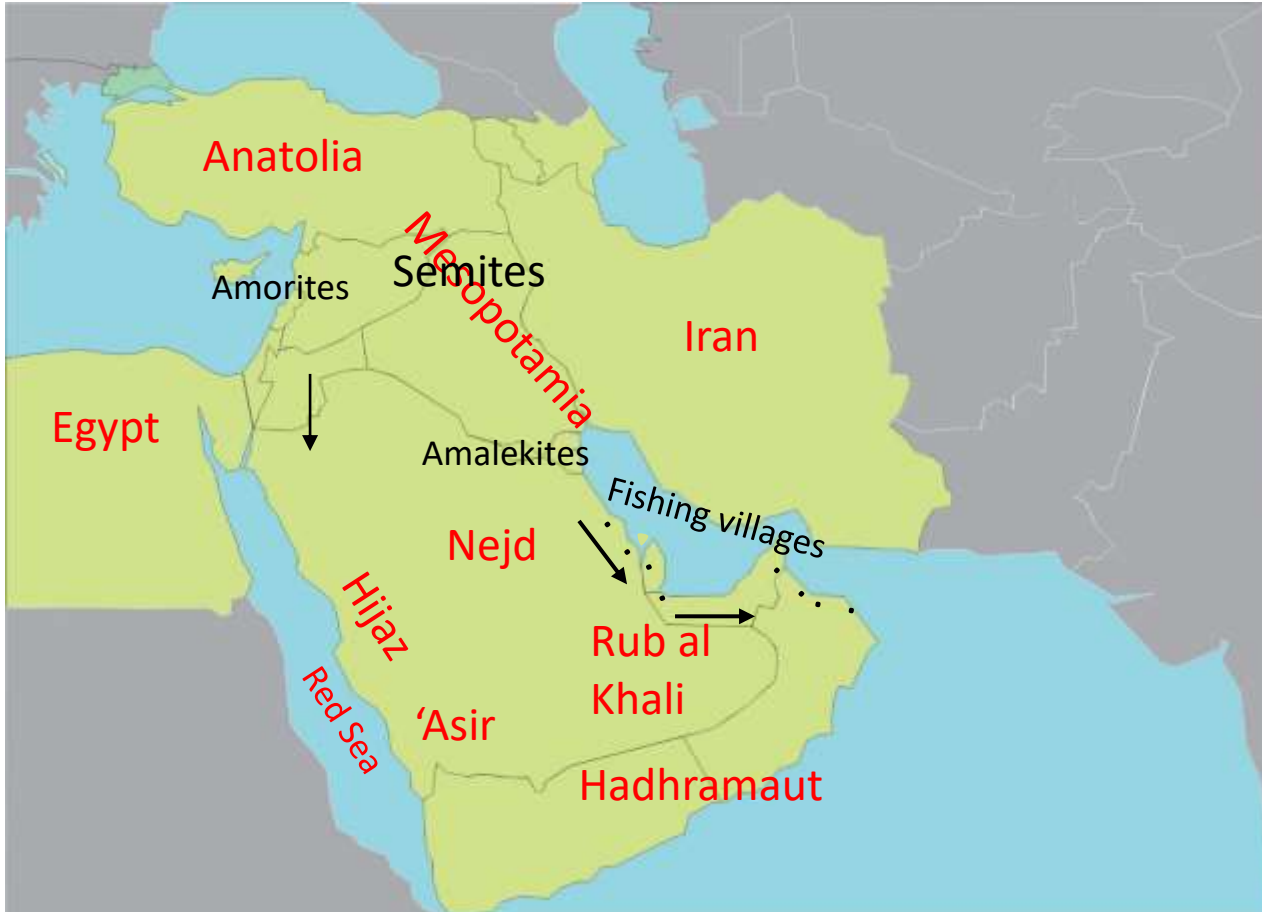 Anatolia
Mesopotamia
Semites
Amorites
Iran
Egypt
Amalekites
Fishing villages
Nejd
Hijaz
Rub al
Khali
Red Sea
‘Asir
Hadhramaut